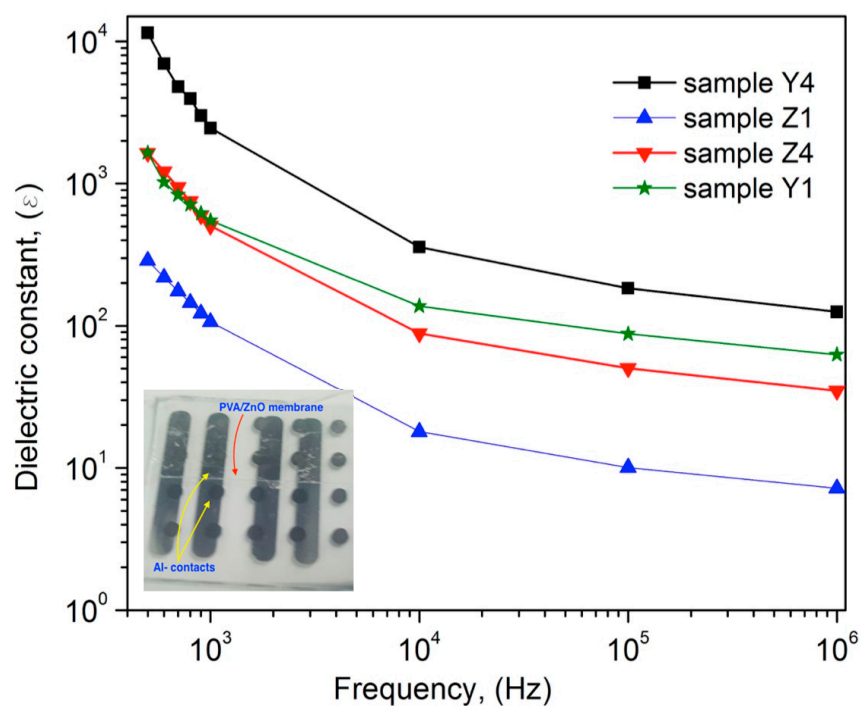 Dielectric constant, (ε)
10⁴
10³
10²
10¹
10⁰
sample Y4
sample Z1
sample Z4
sample Y1
PVA/ZnO membrane
Al- contacts
10³
10⁴
10⁵
10⁶
Frequency, (Hz)